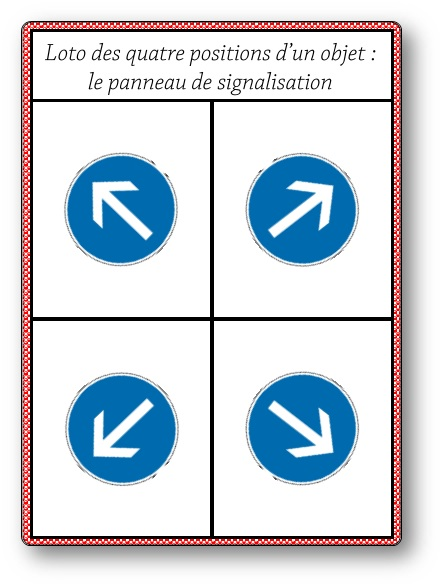 Loto des quatre positions d'un objet :
le panneau de signalisation